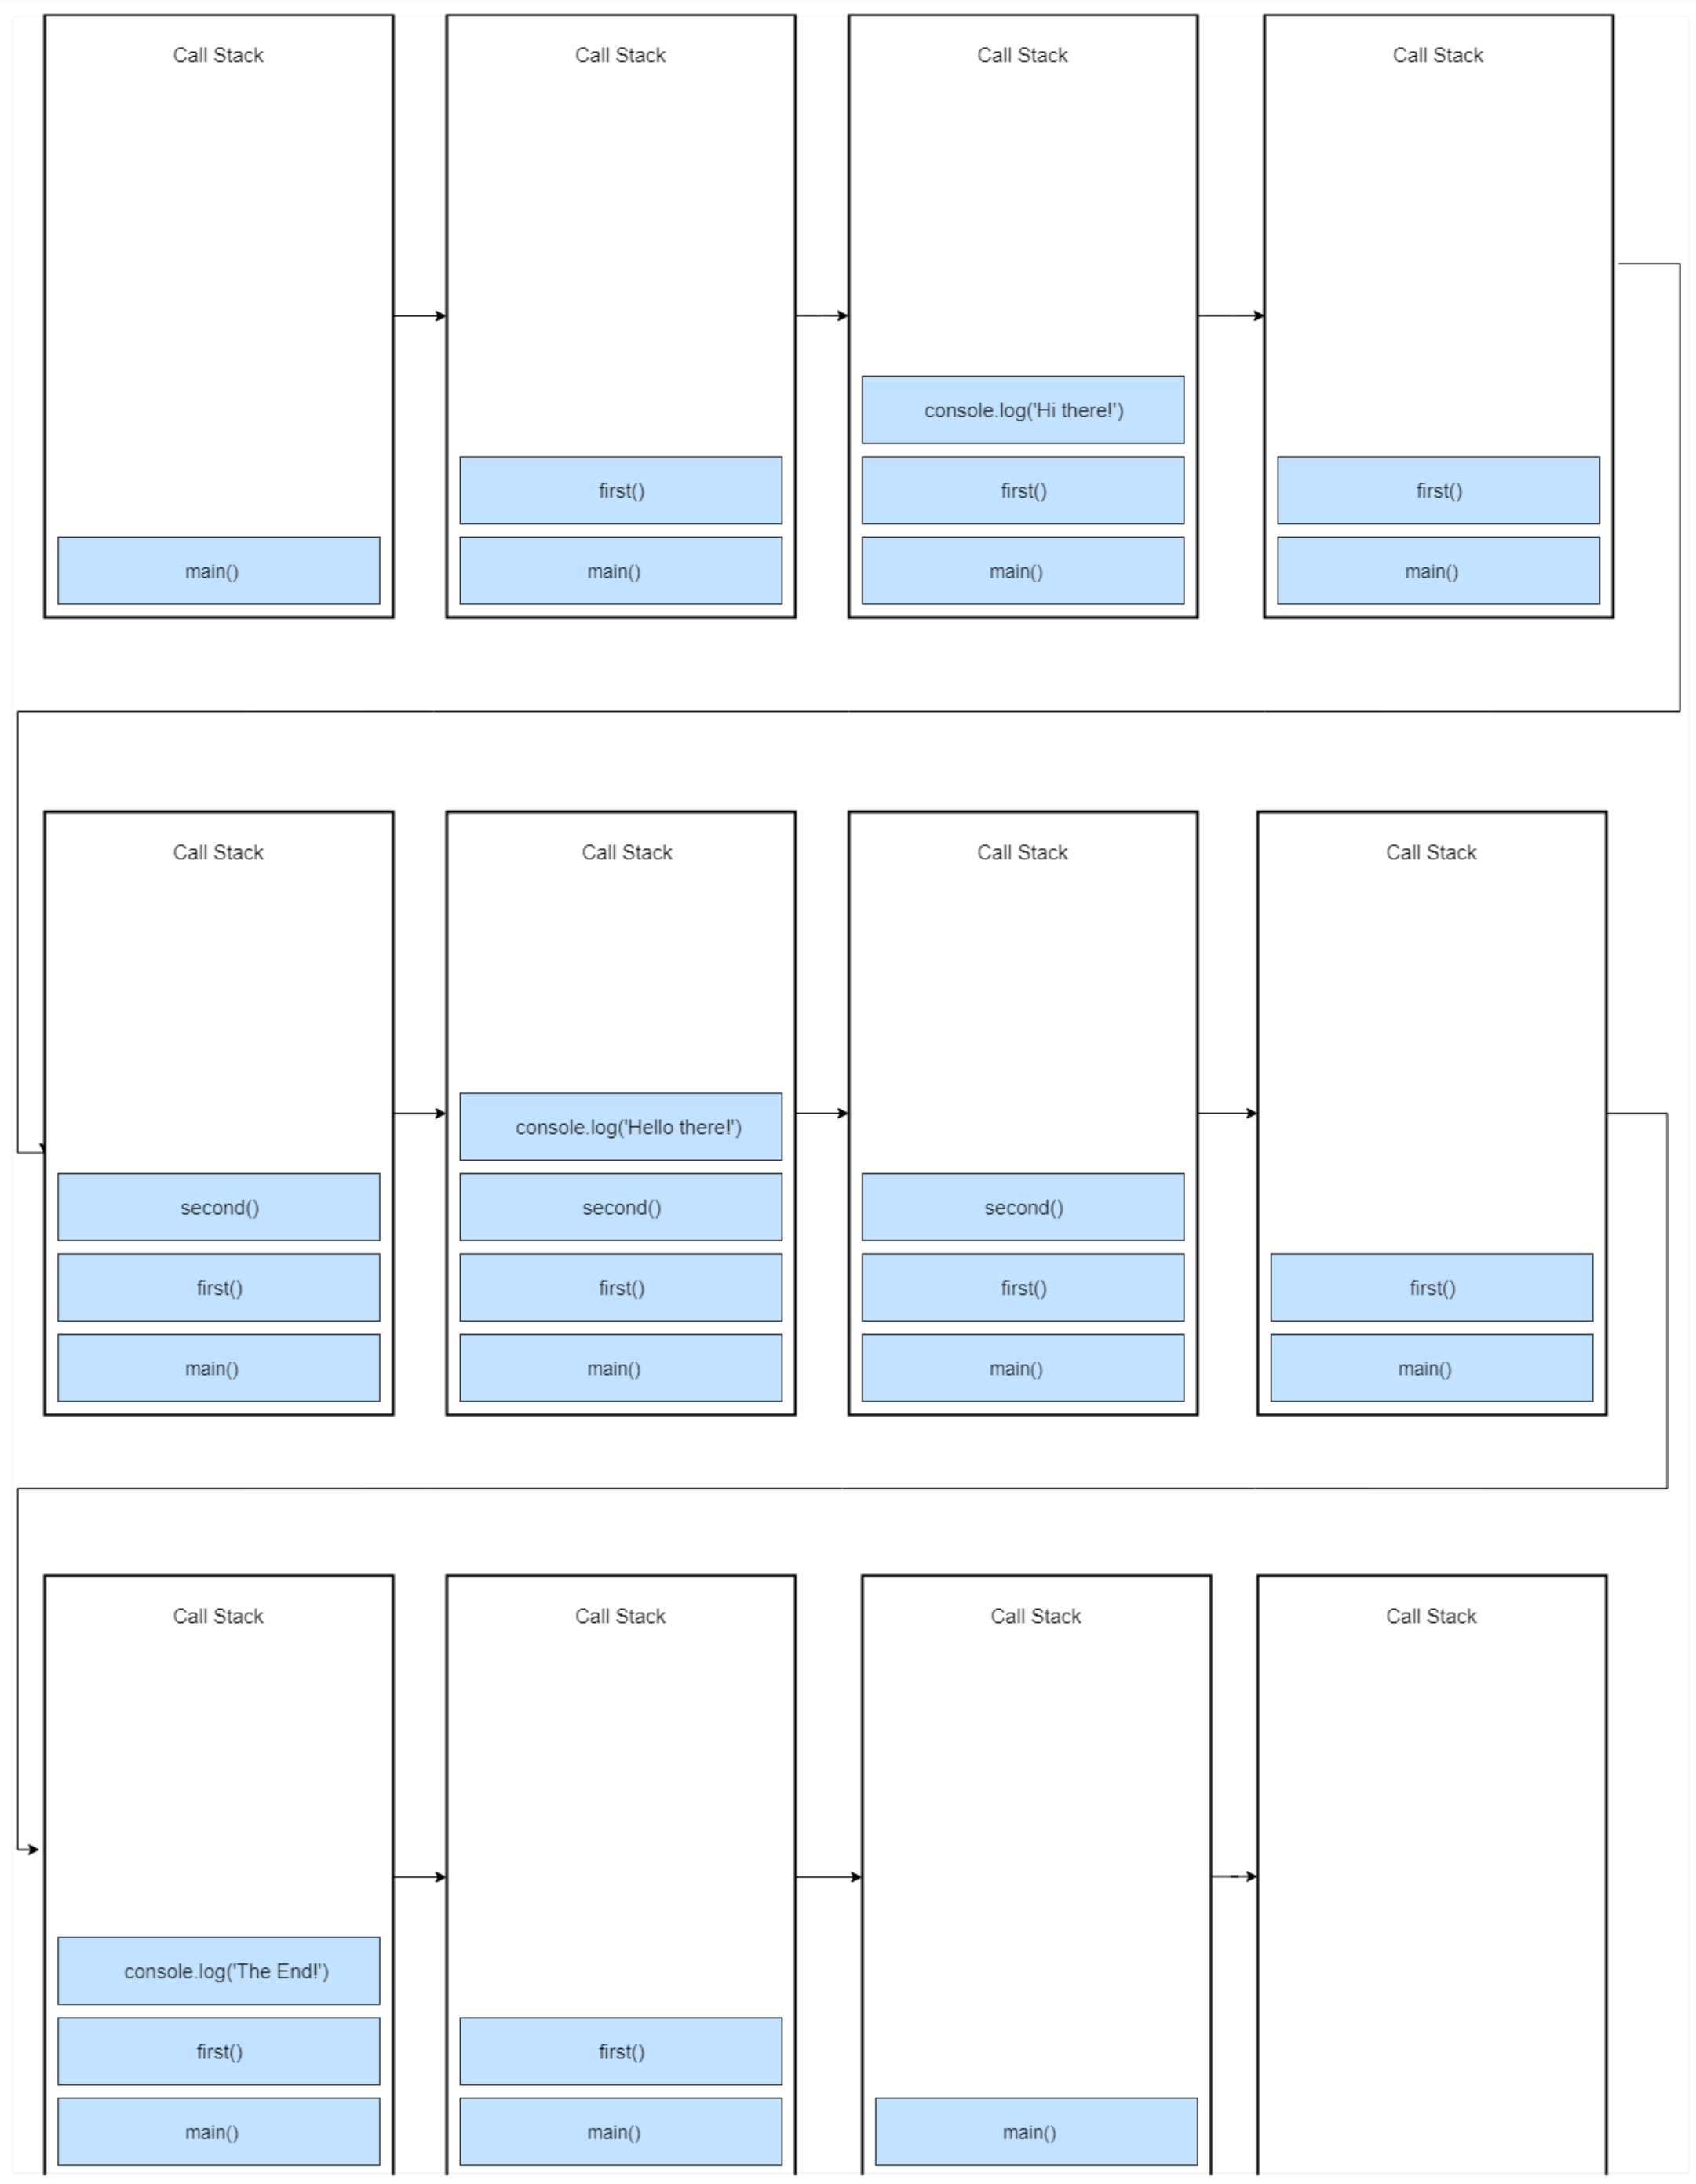 Call Stack
main()
Call Stack
first()
main()
Call Stack
console.log('Hi there!')
first()
main()
Call Stack
first()
main()
Call Stack
second()
first()
main()
Call Stack
console.log('Hello there!')
second()
first()
main()
Call Stack
second()
first()
main()
Call Stack
first()
main()
Call Stack
console.log('The End!')
first()
main()
Call Stack
first()
main()
Call Stack
main()
Call Stack